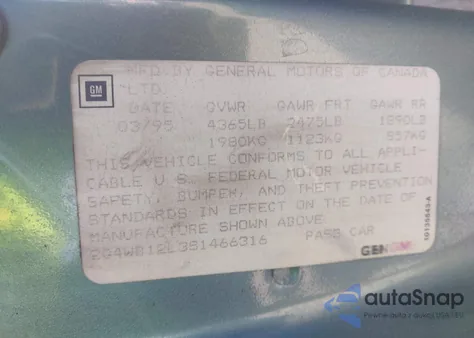 MFD BY GENERAL MOTORS OF CANADA
LTD.
GM
DATE GVWR GAWR FRT GAWR RR
03/95 4365LB 2475LB 1890LB
1980KG 1123KG 857KG
THIS VEHICLE CONFORMS TO ALL APPLI-
CABLE U.S. FEDERAL MOTOR VEHICLE
SAFETY, BUMPER, AND THEFT PREVENTION
STANDARDS IN EFFECT ON THE DATE OF
MANUFACTURE SHOWN ABOVE.
2G4WB12L3S1466316 PASS CAR
autoSnap